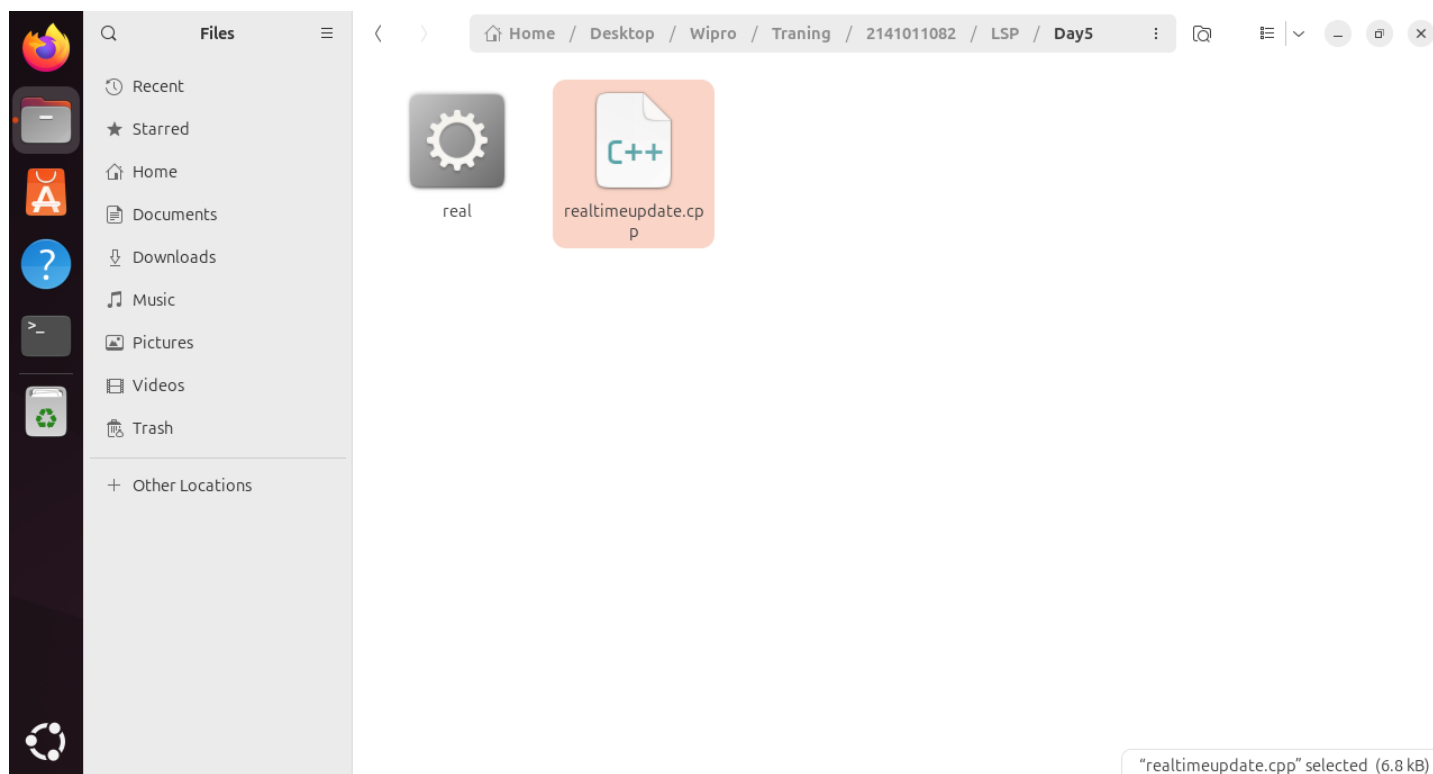 Files
Home / Desktop / Wipro / Traning / 2141011082 / LSP / Day5
Recent
Starred
Home
Documents
Downloads
Music
Pictures
Videos
Trash
+ Other Locations
real
C++
realtimeupdate.cp
p
A
?
>_
"realtimeupdate.cpp" selected (6.8 kB)